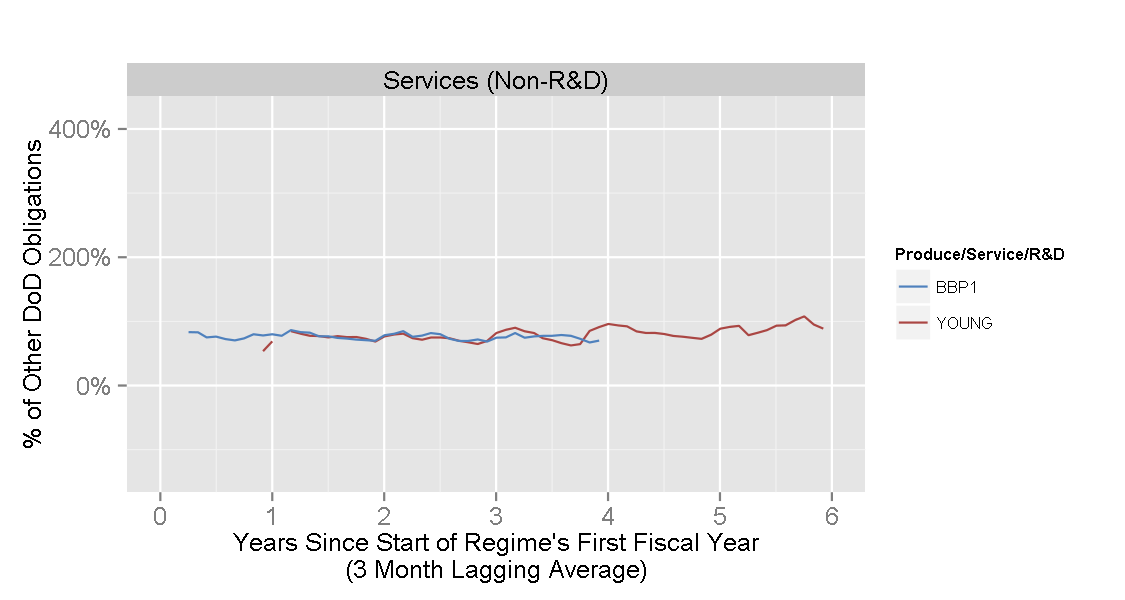 Services (Non-R&D)
% of Other DoD Obligations
400%
200%
0%
0 1 2 3 4 5 6
Years Since Start of Regime's First Fiscal Year
(3 Month Lagging Average)
Produce/Service/R&D
BBP1
YOUNG